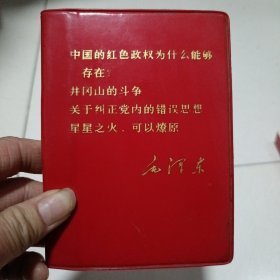 中国的红色政权为什么能够
存在?
井冈山的斗争
关于纠正党内的错误思想
星星之火,可以燎原
毛泽东